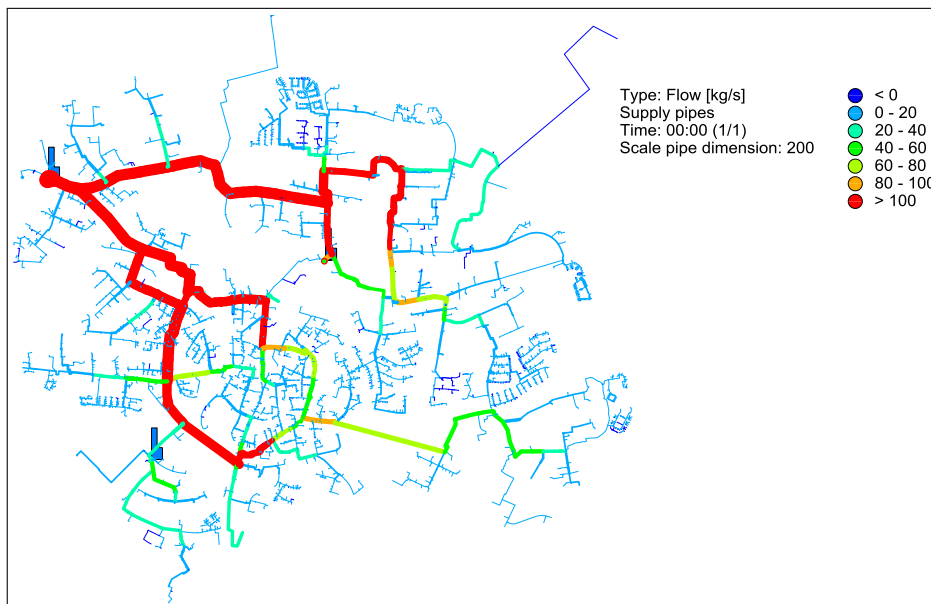 Type: Flow [kg/s]
Supply pipes
Time: 00:00 (1/1)
Scale pipe dimension: 200
< 0
0 - 20
20 - 40
40 - 60
60 - 80
80 - 100
> 100